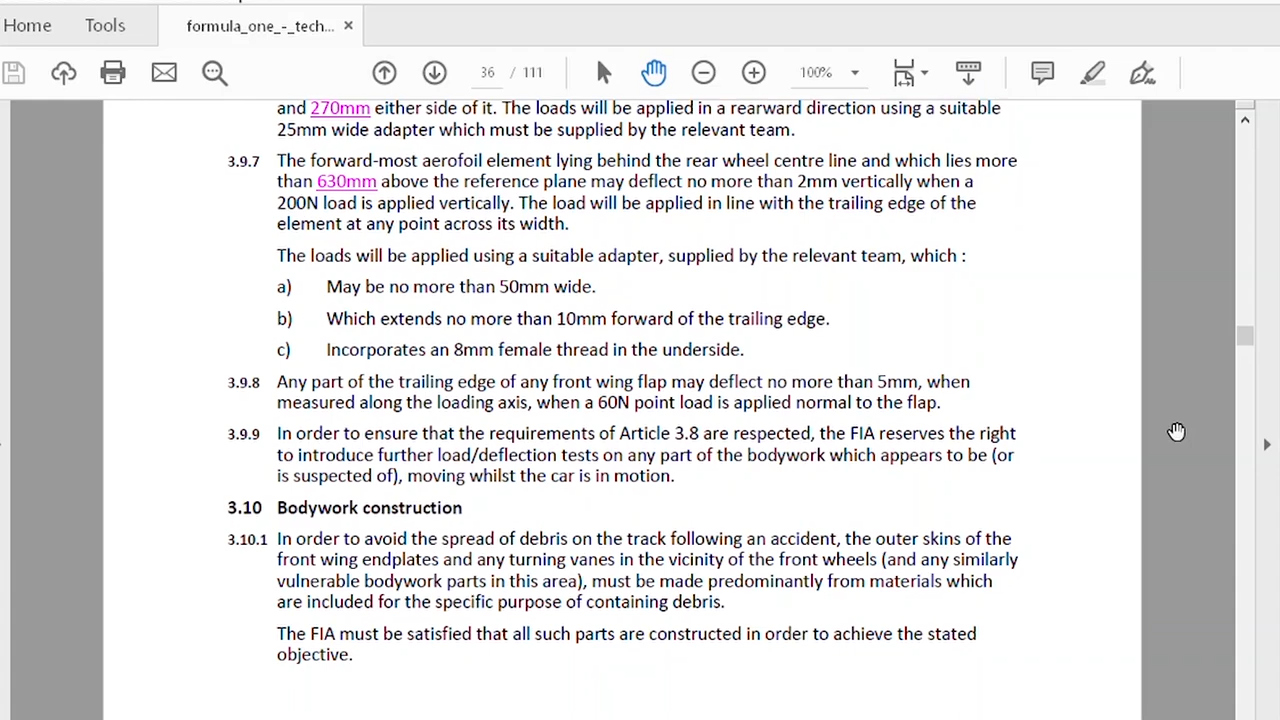 Home Tools formula_one_-_tech... ×
36 / 111 100%
and 270mm either side of it. The loads will be applied in a rearward direction using a suitable
25mm wide adapter which must be supplied by the relevant team.
3.9.7 The forward-most aerofoil element lying behind the rear wheel centre line and which lies more
than 630mm above the reference plane may deflect no more than 2mm vertically when a
200N load is applied vertically. The load will be applied in line with the trailing edge of the
element at any point across its width.
The loads will be applied using a suitable adapter, supplied by the relevant team, which :
a) May be no more than 50mm wide.
b) Which extends no more than 10mm forward of the trailing edge.
c) Incorporates an 8mm female thread in the underside.
3.9.8 Any part of the trailing edge of any front wing flap may deflect no more than 5mm, when
measured along the loading axis, when a 60N point load is applied normal to the flap.
3.9.9 In order to ensure that the requirements of Article 3.8 are respected, the FIA reserves the right
to introduce further load/deflection tests on any part of the bodywork which appears to be (or
is suspected of), moving whilst the car is in motion.
3.10 Bodywork construction
3.10.1 In order to avoid the spread of debris on the track following an accident, the outer skins of the
front wing endplates and any turning vanes in the vicinity of the front wheels (and any similarly
vulnerable bodywork parts in this area), must be made predominantly from materials which
are included for the specific purpose of containing debris.
The FIA must be satisfied that all such parts are constructed in order to achieve the stated
objective.